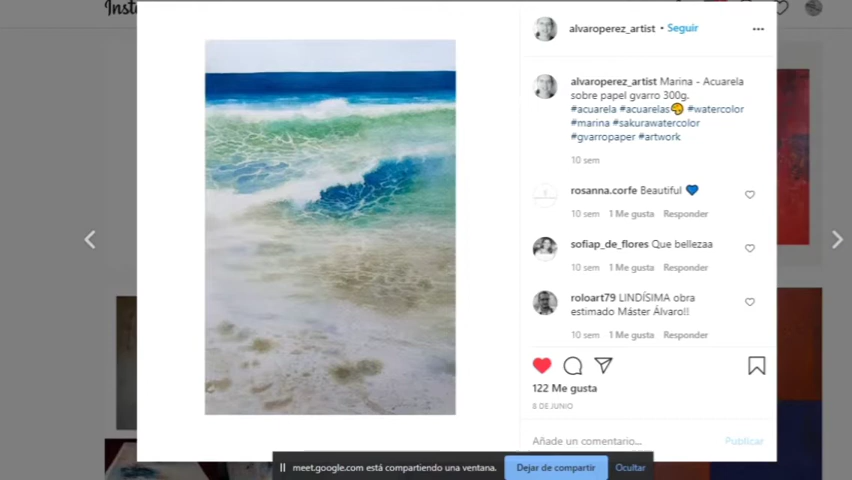 alvaroperez_artist • Seguir
alvaroperez_artist Marina - Acuarela
sobre papel gvarro 300g.
#acuarela #acuarelas #watercolor
#marina #sakurawatercolor
#gvarropaper #artwork
10 sem
rosanna.corfe Beautiful
10 sem 1 Me gusta Responder
sofiap_de_flores Que bellezaa
10 sem 1 Me gusta Responder
roloart79 LINDÍSIMA obra
estimado Máster Álvaro!!
10 sem 1 Me gusta Responder
122 Me gusta
8 DE JUNIO
Añade un comentario...
Publicar
meet.google.com está compartiendo una ventana.
Dejar de compartir
Ocultar